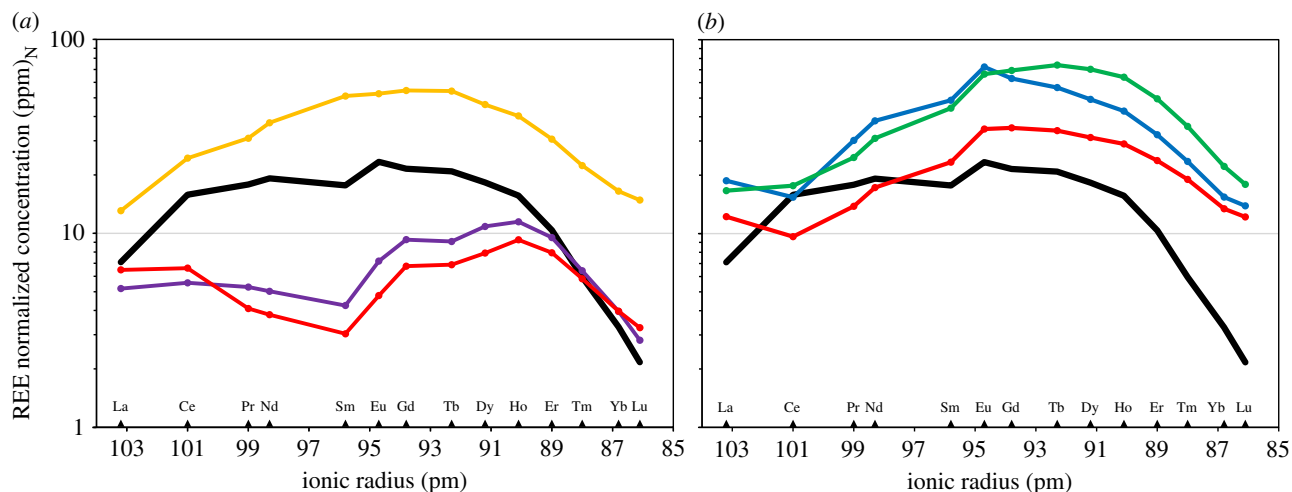 (a)
(b)
REE normalized concentration (ppm)N
100
10
1
La Ce Pr Nd Sm Eu Gd Tb Dy Ho Er Tm Yb Lu
103 101 99 97 95 93 91 89 87 85
ionic radius (pm)
La Ce Pr Nd Sm Eu Gd Tb Dy Ho Er Tm Yb Lu
103 101 99 97 95 93 91 89 87 85
ionic radius (pm)